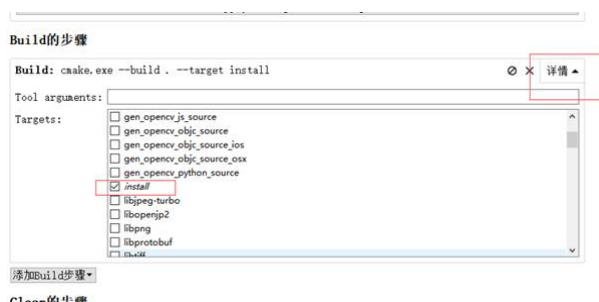 Build的步骤
Build: cmake.exe --build . --target install
详情
Tool arguments:
Targets:
gen_opencv_js_source
gen_opencv_objc_source
gen_opencv_objc_source_ios
gen_opencv_objc_source_osx
gen_opencv_python_source
install
libjpeg-turbo
libopenjp2
libpng
libprotobuf
libtiff
添加Build步骤
Clean的步骤